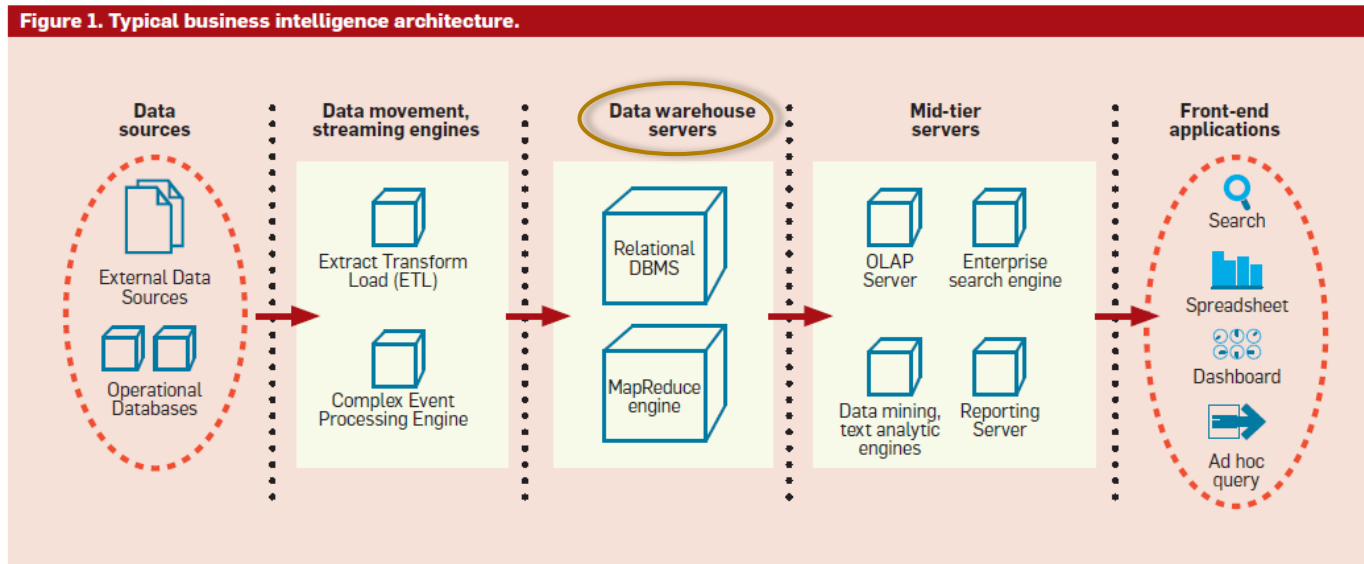 Figure 1. Typical business intelligence architecture.
Data
sources
External Data
Sources
Operational
Databases
Data movement,
streaming engines
Extract Transform
Load (ETL)
Complex Event
Processing Engine
Data warehouse
servers
Relational
DBMS
MapReduce
engine
Mid-tier
servers
OLAP
Server
Enterprise
search engine
Data mining,
text analytic
engines
Reporting
Server
Front-end
applications
Search
Spreadsheet
Dashboard
Ad hoc
query